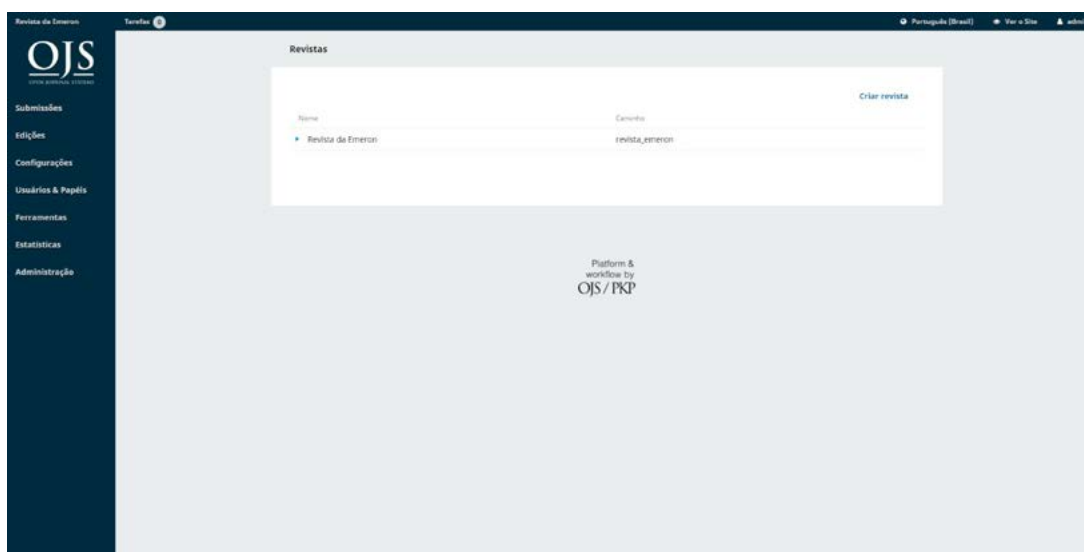 Revista da Emeron
Tarefas 0
Português (Brasil)
Ver o Site
OJS
OPEN JOURNAL SYSTEMS
Submissões
Edições
Configurações
Usuários & Papéis
Ferramentas
Estatísticas
Administração
Revistas
Criar revista
Nome Caminho
Revista da Emeron revista_emeron
Platform &
workflow by
OJS / PKP